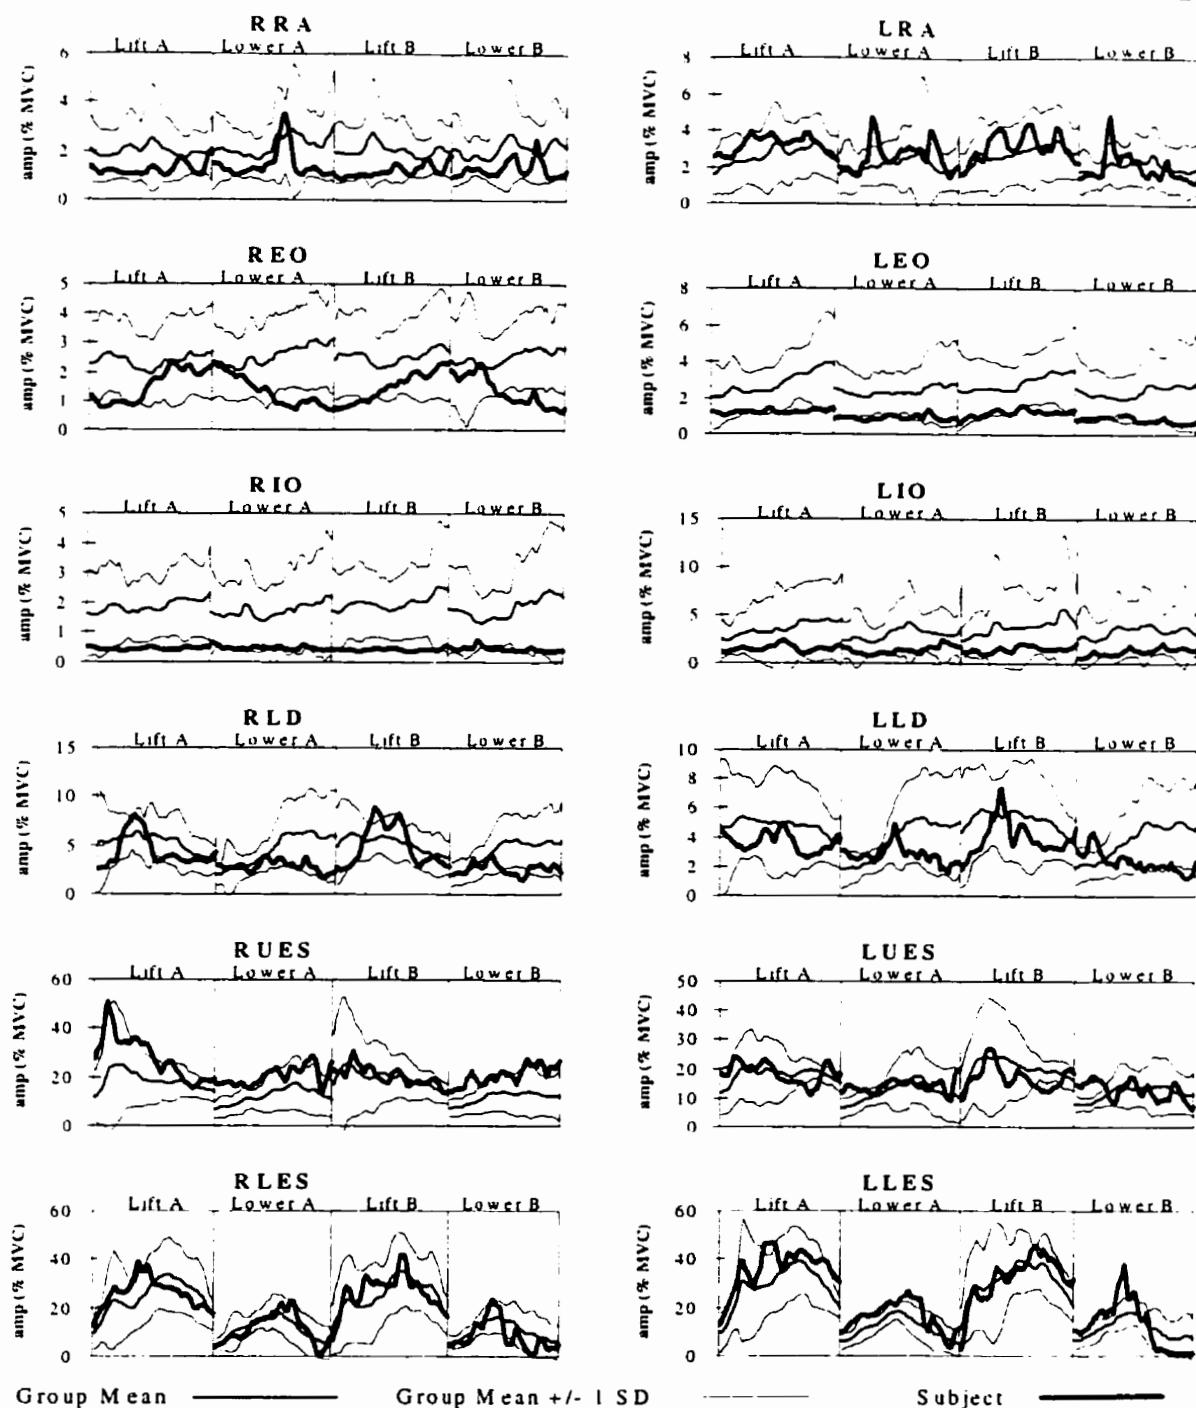 RRA
Lift A Lower A Lift B Lower B
6
4
2
0
amp (% MVC)
LRA
Lift A Lower A Lift B Lower B
8
6
4
2
0
amp (% MVC)
REO
Lift A Lower A Lift B Lower B
5
4
3
2
1
0
amp (% MVC)
LEO
Lift A Lower A Lift B Lower B
8
6
4
2
0
amp (% MVC)
RIO
Lift A Lower A Lift B Lower B
5
4
3
2
1
0
amp (% MVC)
LIO
Lift A Lower A Lift B Lower B
15
10
5
0
amp (% MVC)
RLD
Lift A Lower A Lift B Lower B
15
10
5
0
amp (% MVC)
LLD
Lift A Lower A Lift B Lower B
10
8
6
4
2
0
amp (% MVC)
RUES
Lift A Lower A Lift B Lower B
60
40
20
0
amp (% MVC)
LUES
Lift A Lower A Lift B Lower B
50
40
30
20
10
0
amp (% MVC)
RLES
Lift A Lower A Lift B Lower B
60
40
20
0
amp (% MVC)
LLES
Lift A Lower A Lift B Lower B
60
40
20
0
amp (% MVC)
Group Mean Group Mean +/- 1 SD Subject